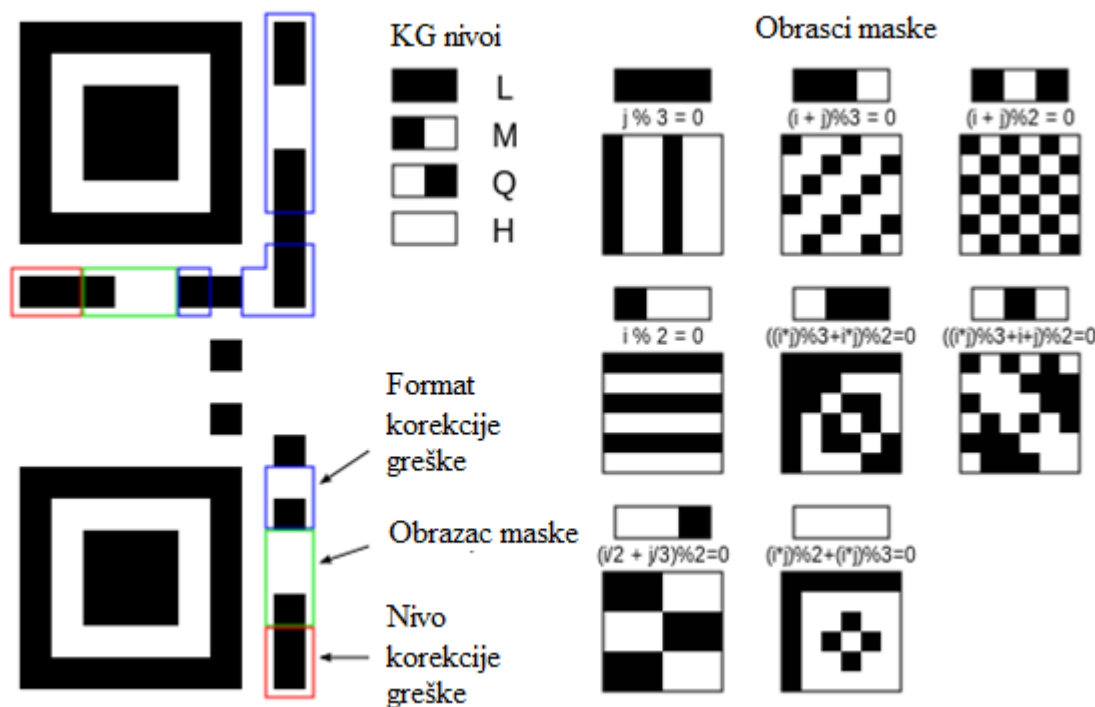 KG nivoi
L
M
Q
H
Obrasci maske
j % 3 = 0
(i + j)%3 = 0
(i + j)%2 = 0
i % 2 = 0
((i*j)%3+i*j)%2=0
((i*j)%3+i+j)%2=0
(i/2 + j/3)%2=0
(i*j)%2+(i*j)%3=0
Format
korekcije
greške
Obrazac maske
Nivo
korekcije
greške